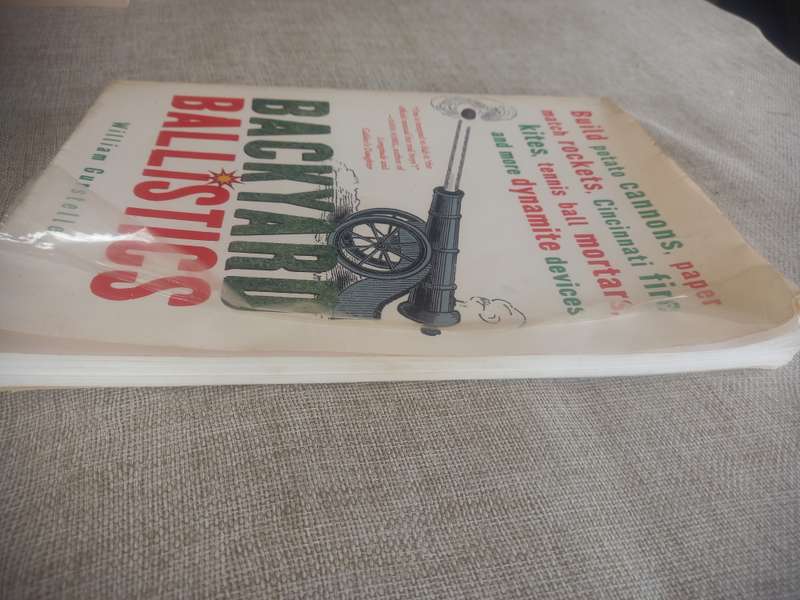 Build potato cannons, paper
match rockets, Cincinnati fire
kites, tennis ball mortars,
and more dynamite devices
BACKYARD
BALLISTICS
William Gurstelle